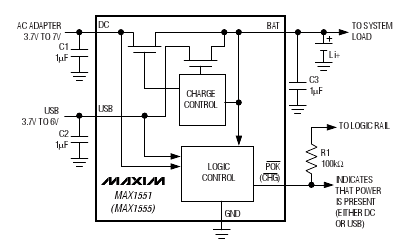 AC ADAPTER
3.7V TO 7V
DC
BAT
TO SYSTEM
LOAD
C1
1µF
+
Li+
C3
1µF
CHARGE
CONTROL
USB
3.7V TO 6V
USB
C2
1µF
TO LOGIC RAIL
R1
100kΩ
LOGIC
CONTROL
POK
(CHG)
MAXIM
MAX1551
(MAX1555)
INDICATES
THAT POWER
IS PRESENT
(EITHER DC
OR USB)
GND